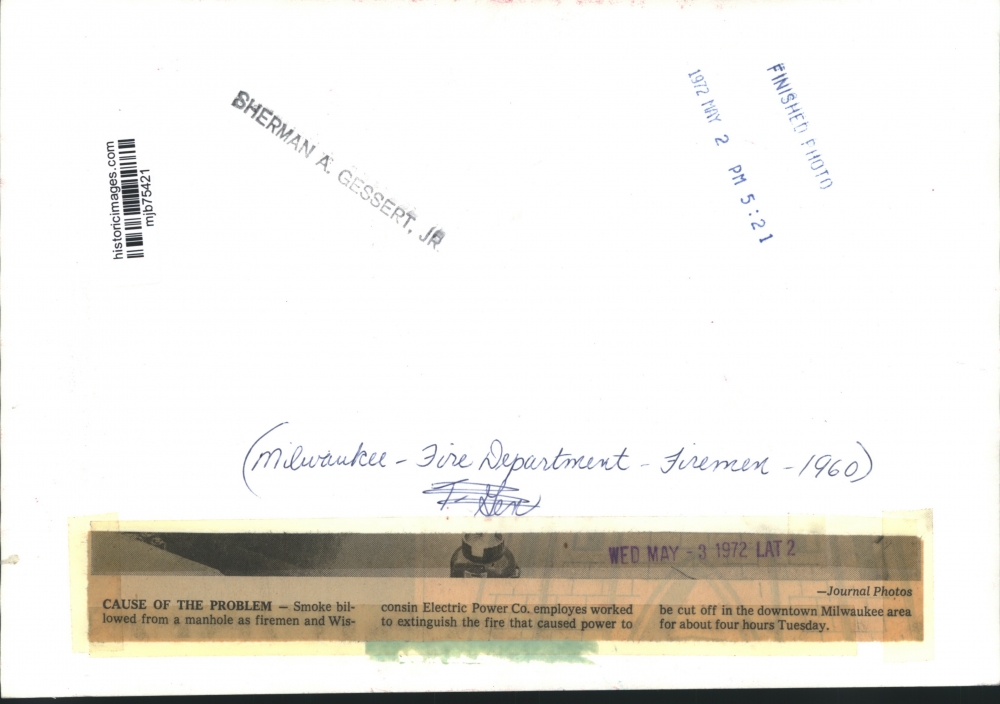 historicimages.com
mjb75421
SHERMAN A. GESSERT, JR.
1972 MAY 2 PM 5:21
FINISHED PHOTO
(Milwaukee - Fire Department - Firemen - 1960)
WED MAY - 3 1972 LAT 2
—Journal Photos
CAUSE OF THE PROBLEM — Smoke bil-
lowed from a manhole as firemen and Wis-
consin Electric Power Co. employes worked
to extinguish the fire that caused power to
be cut off in the downtown Milwaukee area
for about four hours Tuesday.